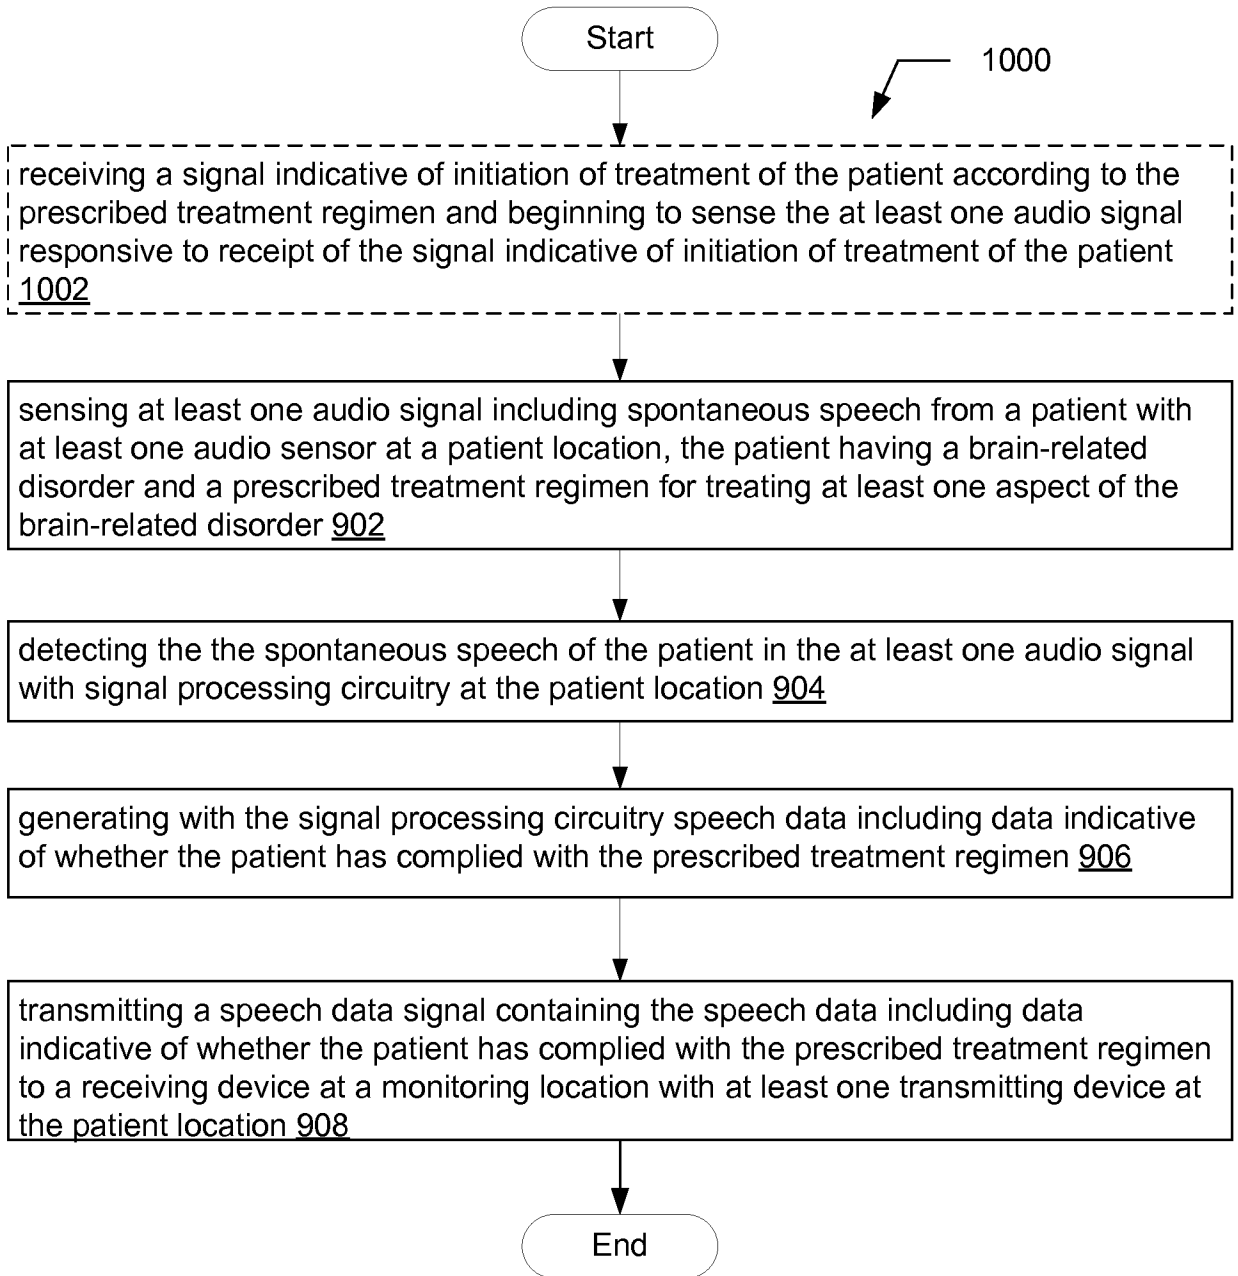 Start
1000
receiving a signal indicative of initiation of treatment of the patient according to the
prescribed treatment regimen and beginning to sense the at least one audio signal
responsive to receipt of the signal indicative of initiation of treatment of the patient
1002
sensing at least one audio signal including spontaneous speech from a patient with
at least one audio sensor at a patient location, the patient having a brain-related
disorder and a prescribed treatment regimen for treating at least one aspect of the
brain-related disorder 902
detecting the the spontaneous speech of the patient in the at least one audio signal
with signal processing circuitry at the patient location 904
generating with the signal processing circuitry speech data including data indicative
of whether the patient has complied with the prescribed treatment regimen 906
transmitting a speech data signal containing the speech data including data
indicative of whether the patient has complied with the prescribed treatment regimen
to a receiving device at a monitoring location with at least one transmitting device at
the patient location 908
End